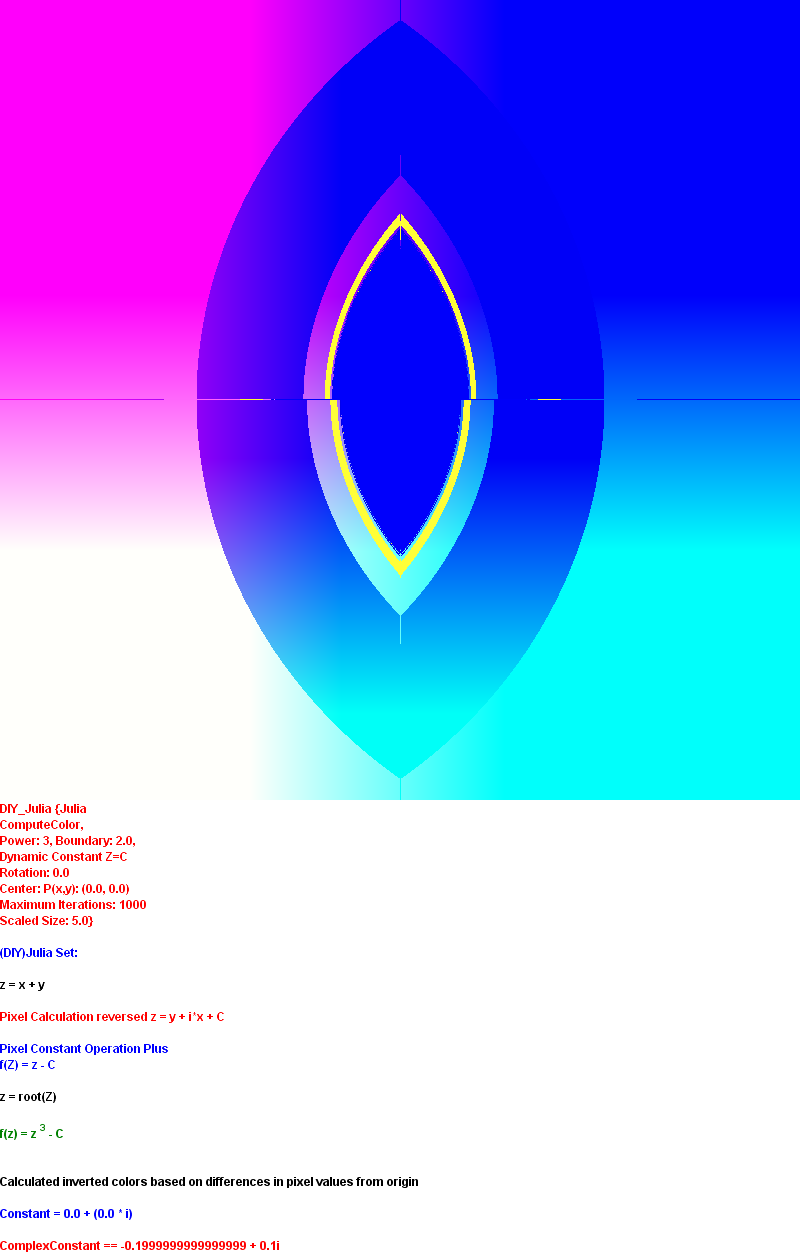 DIY_Julia {Julia
ComputeColor,
Power: 3, Boundary: 2.0,
Dynamic Constant Z=C
Rotation: 0.0
Center: P(x,y): (0.0, 0.0)
Maximum Iterations: 1000
Scaled Size: 5.0}
(DIY)Julia Set:
z = x + y
Pixel Calculation reversed z = y + i*x + C
Pixel Constant Operation Plus
f(Z) = z - C
z = root(Z)
f(z) = z ³ - C
Calculated inverted colors based on differences in pixel values from origin
Constant = 0.0 + (0.0 * i)
ComplexConstant == -0.1999999999999999 + 0.1i